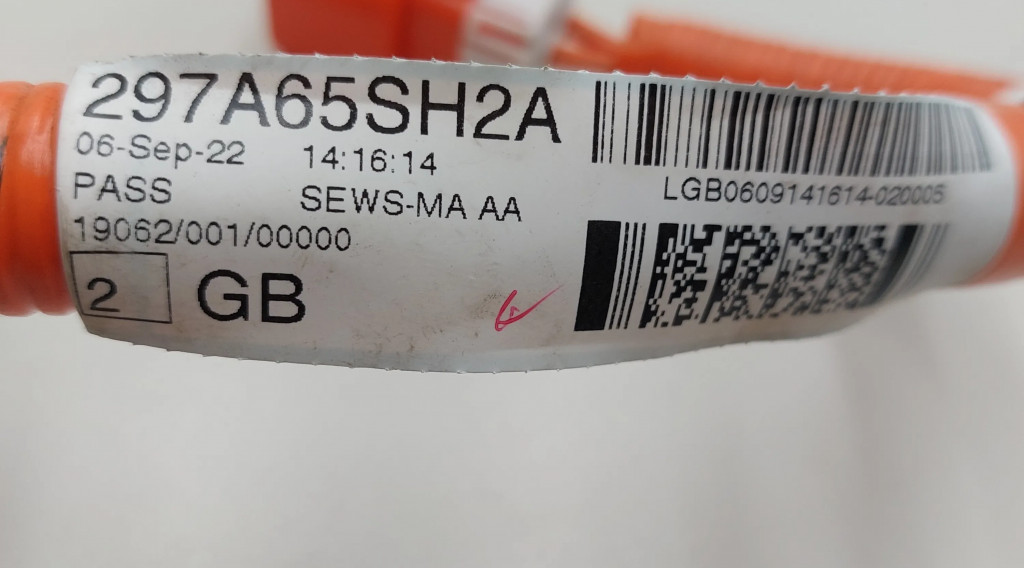 297A65SH2A
06-Sep-22 14:16:14
PASS SEWS-MA AA
19062/001/00000
2 GB
LGB0609141614-020005